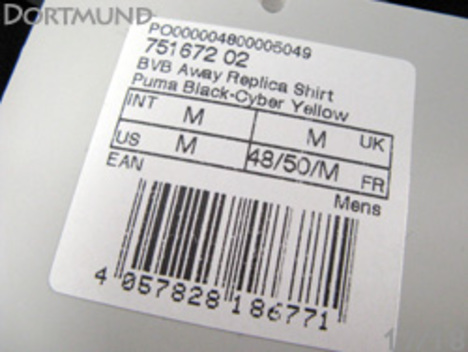 DORTMUND
PO000004800005049
751672 02
BVB Away Replica Shirt
Puma Black-Cyber Yellow
INT M M UK
US M 48/50/M FR
EAN Mens
4 057828 186771